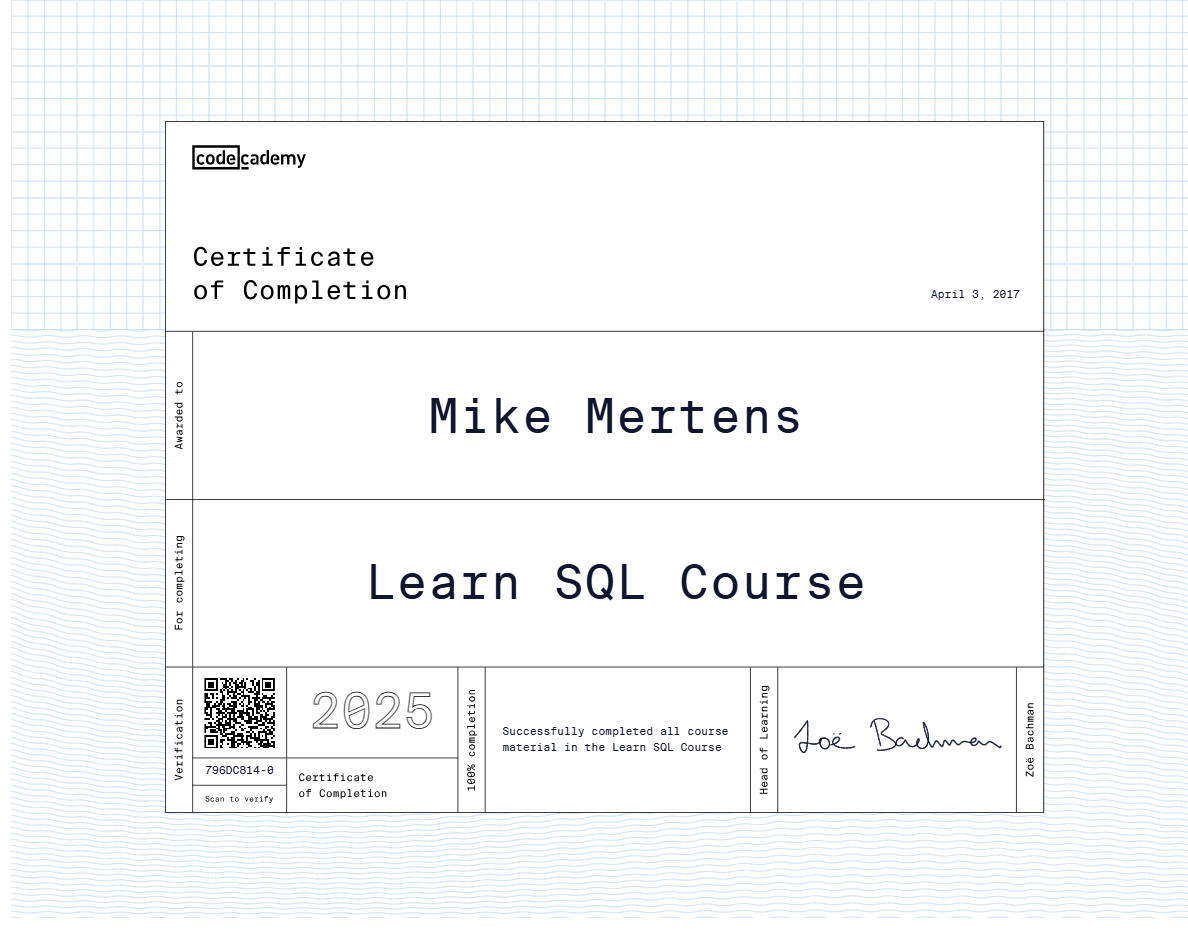 codecademy
Certificate
of Completion
April 3, 2017
Awarded to
Mike Mertens
For completing
Learn SQL Course
Verification
796DC814-0
Scan to verify
2025
Certificate
of Completion
100% completion
Successfully completed all course
material in the Learn SQL Course
Head of Learning
Zoë Bachman
Zoë Bachman